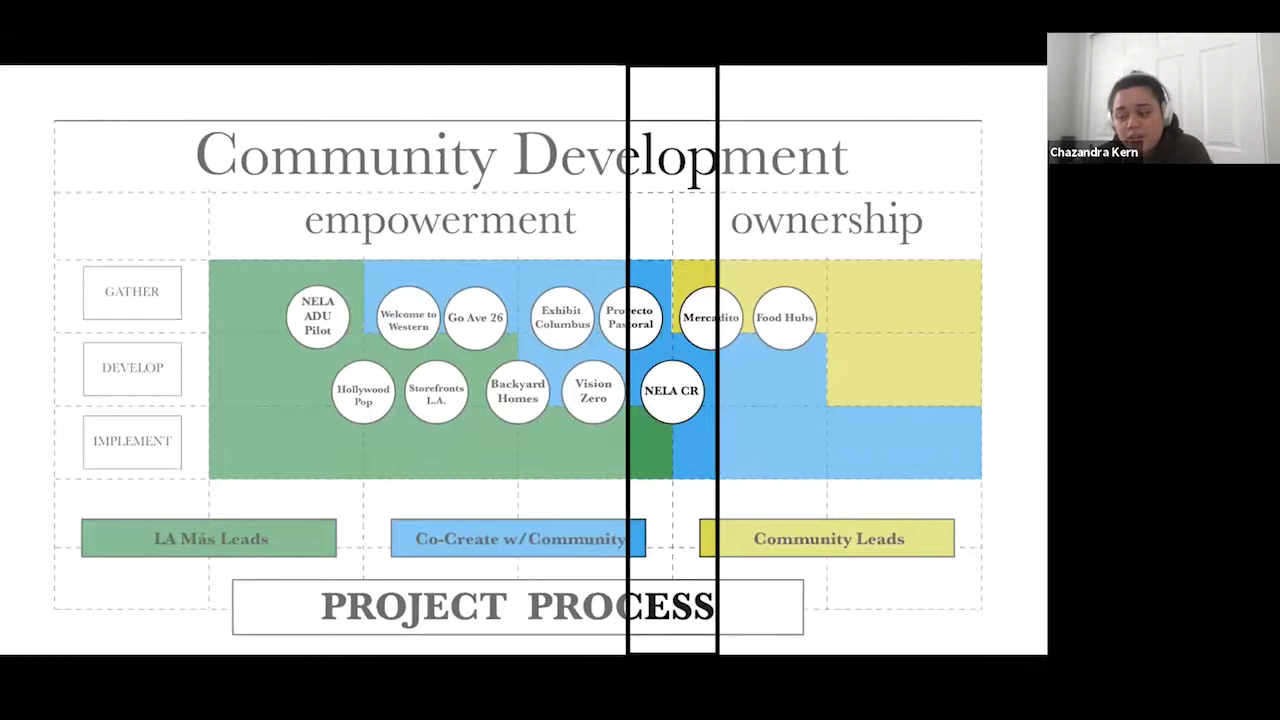 Community Development
empowerment
ownership
GATHER
DEVELOP
IMPLEMENT
NELA
ADU
Pilot
Welcome to
Western
Go Ave 26
Exhibit
Columbus
Proyecto
Pastoral
Mercadito
Food Hubs
Hollywood
Pop
Storefronts
L.A.
Backyard
Homes
Vision
Zero
NELA CR
LA Más Leads
Co-Create w/Community
Community Leads
PROJECT PROCESS
Chazandra Kern